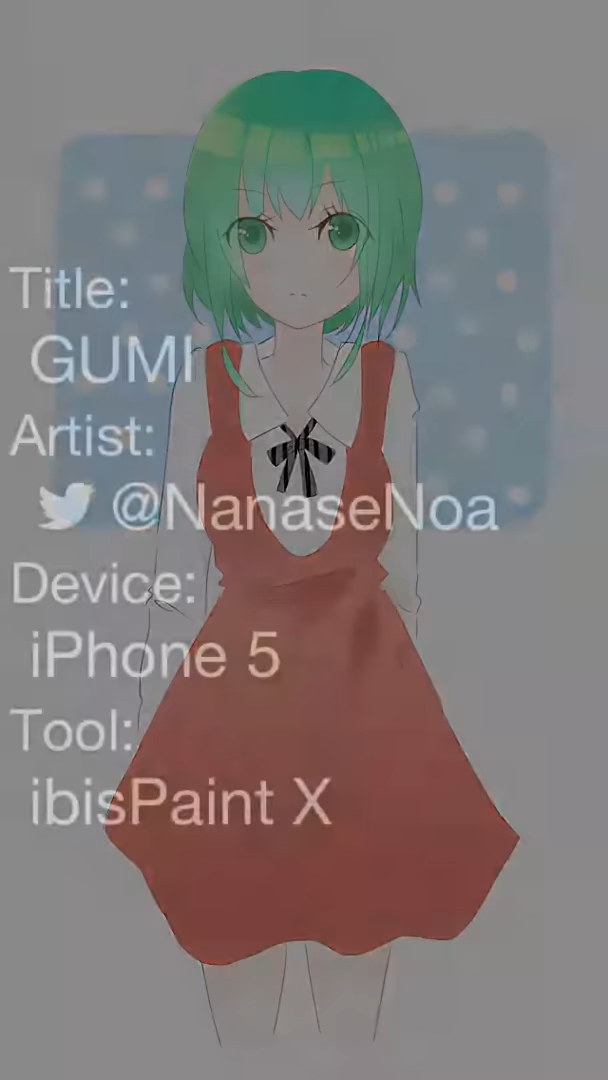 Title:
GUMI
Artist:
@NanaseNoa
Device:
iPhone 5
Tool:
ibisPaint X